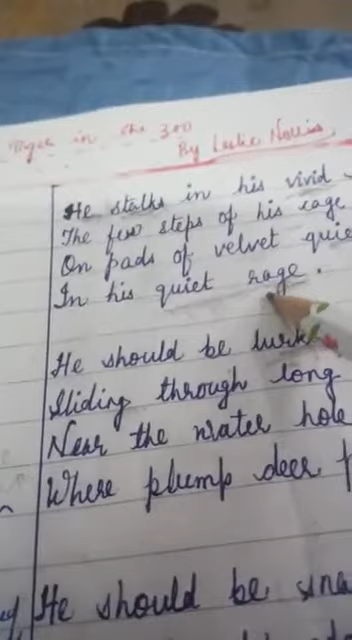 Tiger in the zoo
By Leslie Norris
He stalks in his vivid
The few steps of his cage
On pads of velvet quie
In his quiet rage.
He should be lurk
Sliding through long
Near the water hole
Where plump deer p
He should be sna